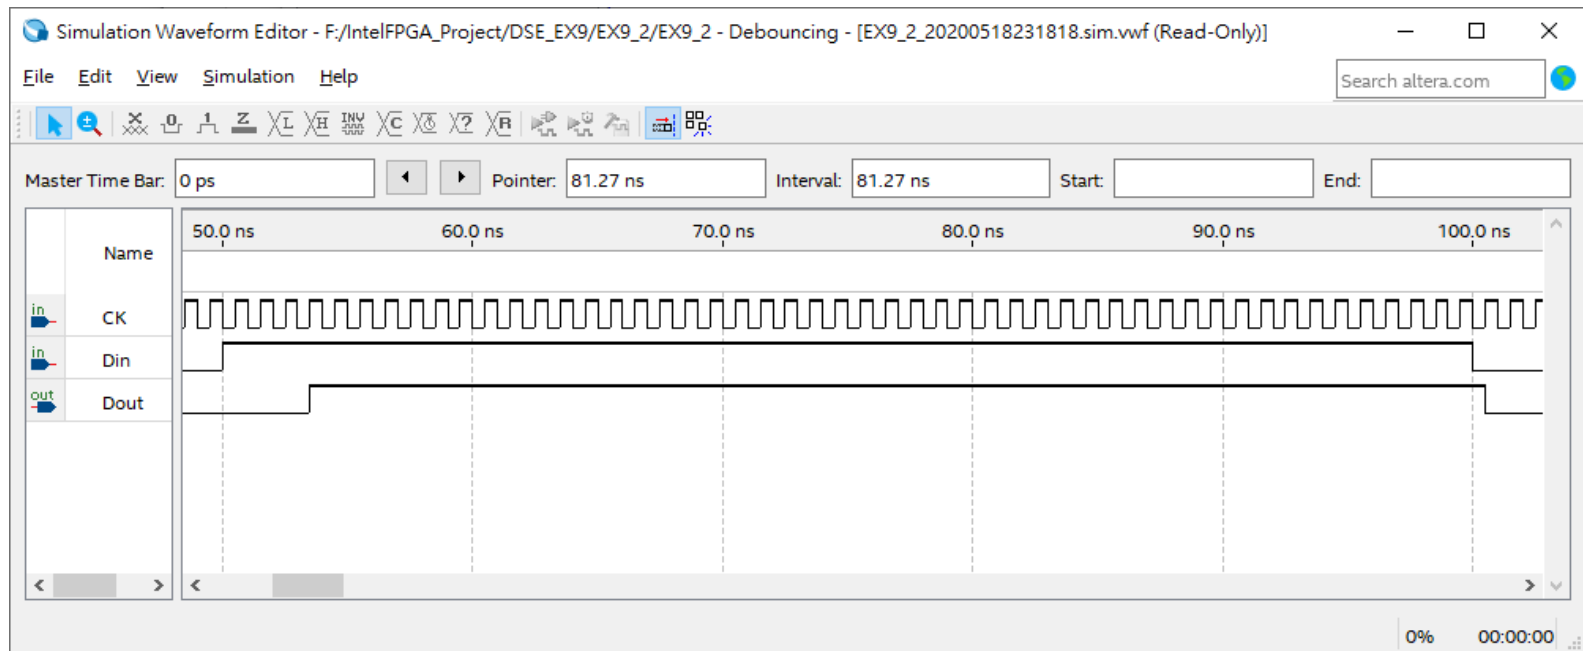 Simulation Waveform Editor - F:/IntelFPGA_Project/DSE_EX9/EX9_2/EX9_2 - Debouncing - [EX9_2_20200518231818.sim.vwf (Read-Only)]
File Edit View Simulation Help
Search altera.com
Master Time Bar: 0 ps Pointer: 81.27 ns Interval: 81.27 ns Start: End:
Name
50.0 ns 60.0 ns 70.0 ns 80.0 ns 90.0 ns 100.0 ns
in CK
in Din
out Dout
0% 00:00:00